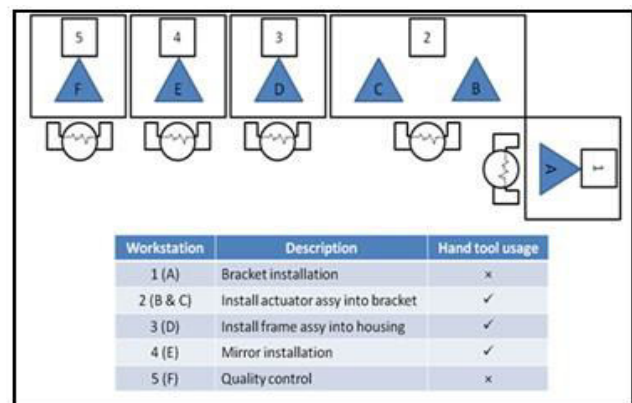 5 4 3 2
F E D C B
A 1
Workstation Description Hand tool usage
1 (A) Bracket installation ×
2 (B & C) Install actuator assy into bracket ✓
3 (D) Install frame assy into housing ✓
4 (E) Mirror installation ✓
5 (F) Quality control ×